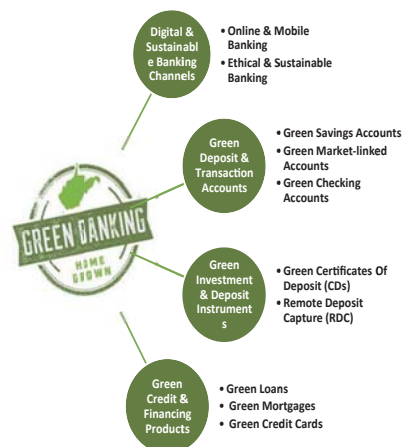 Digital &
Sustainabl
e Banking
Channels
• Online & Mobile
Banking
• Ethical & Sustainable
Banking
Green
Deposit &
Transaction
Accounts
• Green Savings Accounts
• Green Market-linked
Accounts
• Green Checking
Accounts
GREEN BANKING
HOME
GROWN
Green
Investment
& Deposit
Instrument
s
• Green Certificates Of
Deposit (CDs)
• Remote Deposit
Capture (RDC)
Green
Credit &
Financing
Products
• Green Loans
• Green Mortgages
• Green Credit Cards